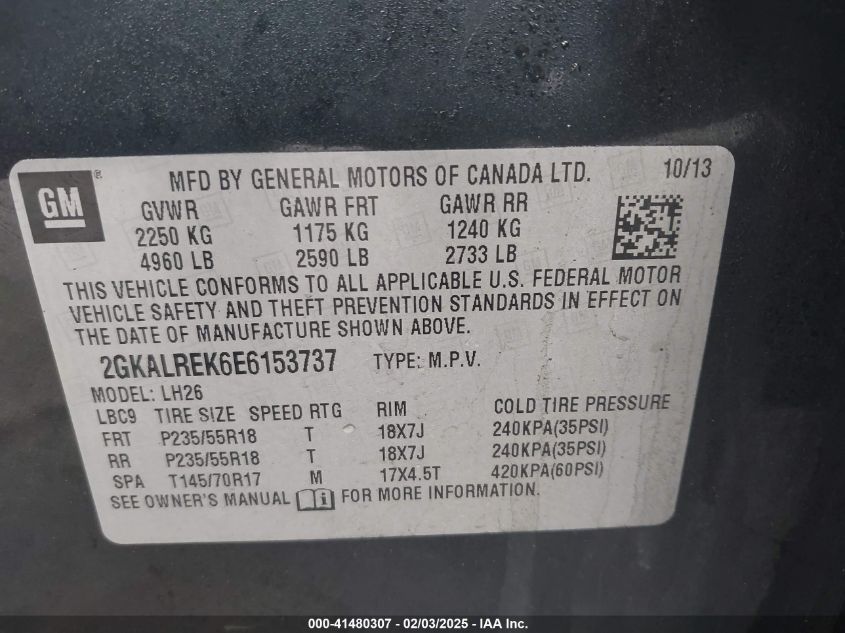 GM ® MFD BY GENERAL MOTORS OF CANADA LTD. 10/13
GVWR GAWR FRT GAWR RR
2250 KG 1175 KG 1240 KG
4960 LB 2590 LB 2733 LB
THIS VEHICLE CONFORMS TO ALL APPLICABLE U.S. FEDERAL MOTOR
VEHICLE SAFETY AND THEFT PREVENTION STANDARDS IN EFFECT ON
THE DATE OF MANUFACTURE SHOWN ABOVE.
2GKALREK6E6153737 TYPE: M.P.V.
MODEL: LH26
LBC9 TIRE SIZE SPEED RTG RIM COLD TIRE PRESSURE
FRT P235/55R18 T 18X7J 240KPA(35PSI)
RR P235/55R18 T 18X7J 240KPA(35PSI)
SPA T145/70R17 M 17X4.5T 420KPA(60PSI)
SEE OWNER'S MANUAL i FOR MORE INFORMATION.
000-41480307 - 02/03/2025 - IAA Inc.